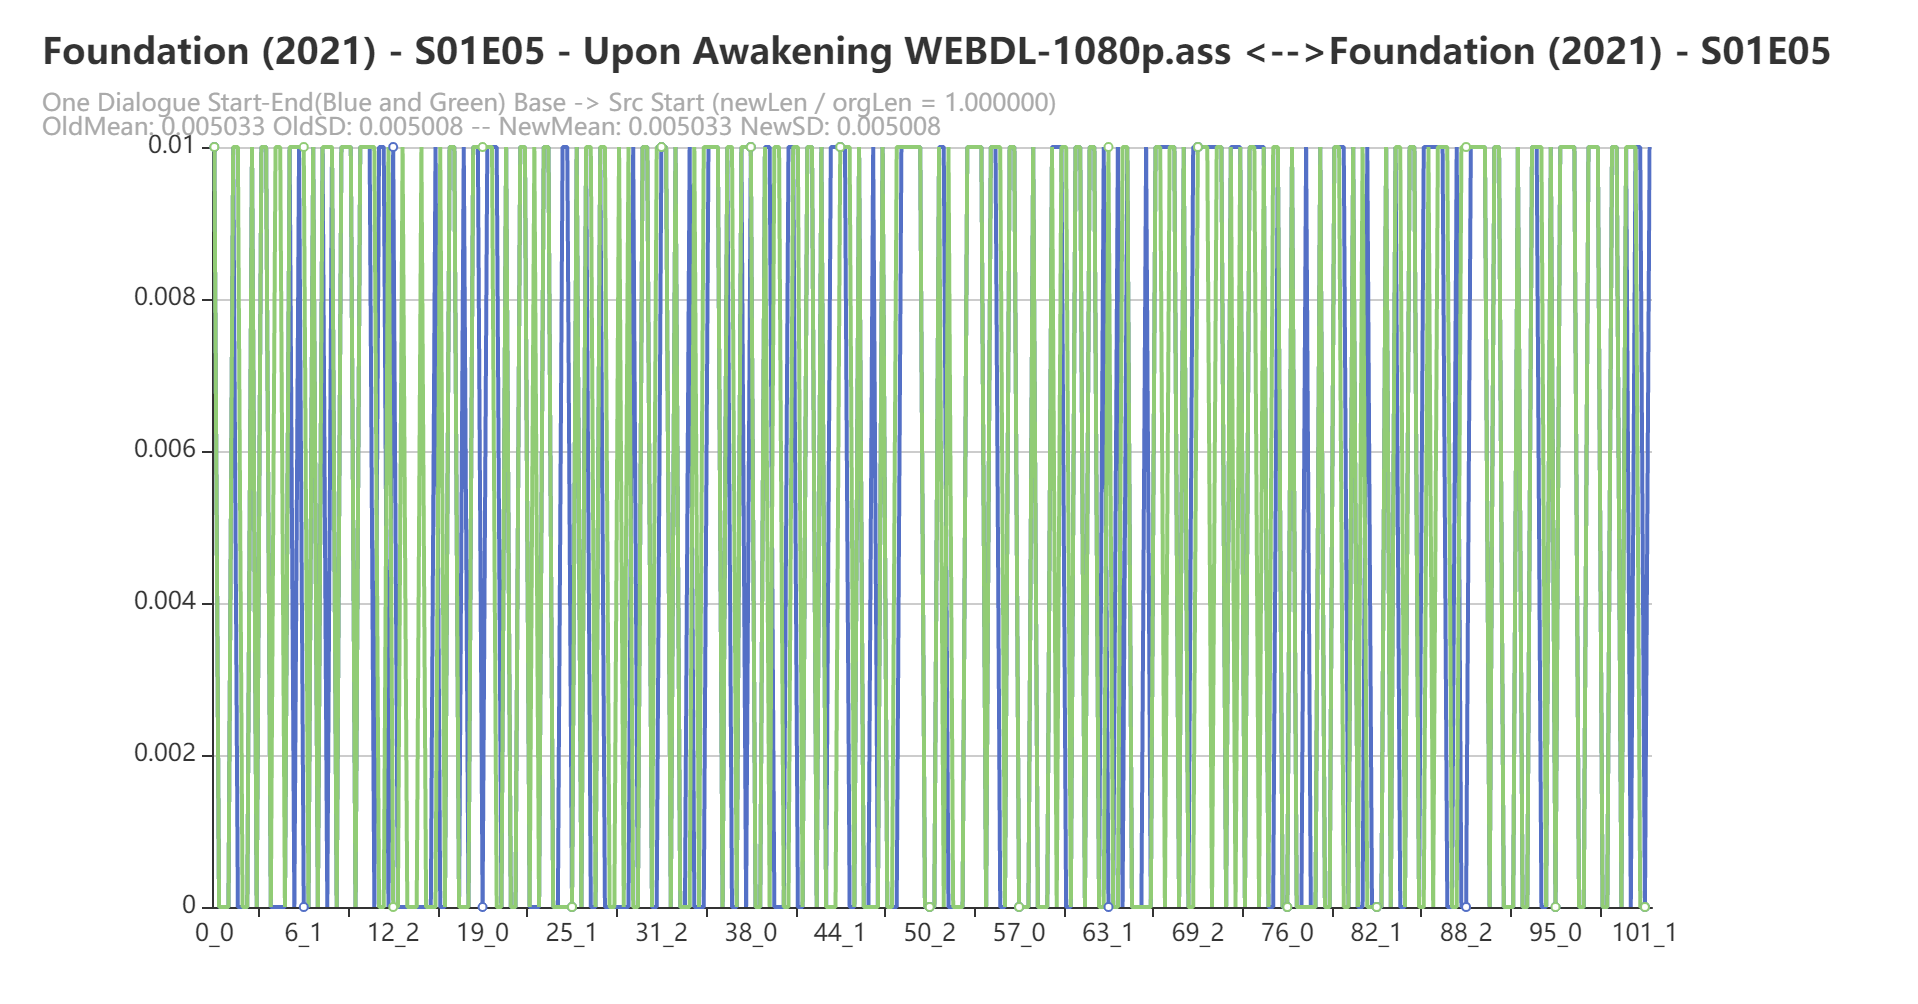 Foundation (2021) - S01E05 - Upon Awakening WEBDL-1080p.ass <-->Foundation (2021) - S01E05
One Dialogue Start-End(Blue and Green) Base -> Src Start (newLen / orgLen = 1.000000)
OldMean: 0.005033 OldSD: 0.005008 -- NewMean: 0.005033 NewSD: 0.005008
0.01
0.008
0.006
0.004
0.002
0
0_0 6_1 12_2 19_0 25_1 31_2 38_0 44_1 50_2 57_0 63_1 69_2 76_0 82_1 88_2 95_0 101_1